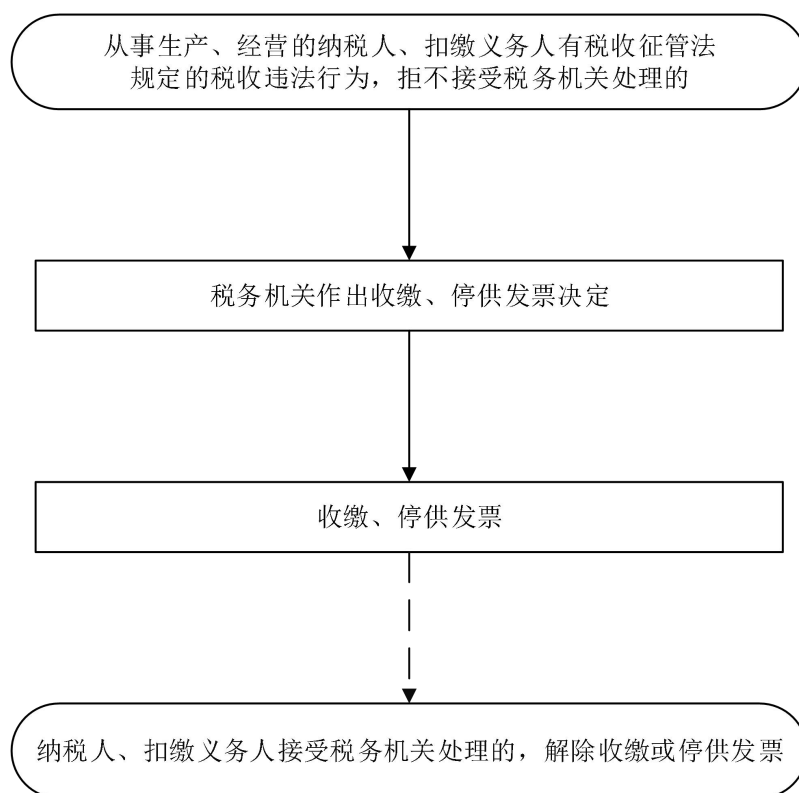 从事生产、经营的纳税人、扣缴义务人有税收征管法
规定的税收违法行为，拒不接受税务机关处理的
税务机关作出收缴、停供发票决定
收缴、停供发票
纳税人、扣缴义务人接受税务机关处理的，解除收缴或停供发票